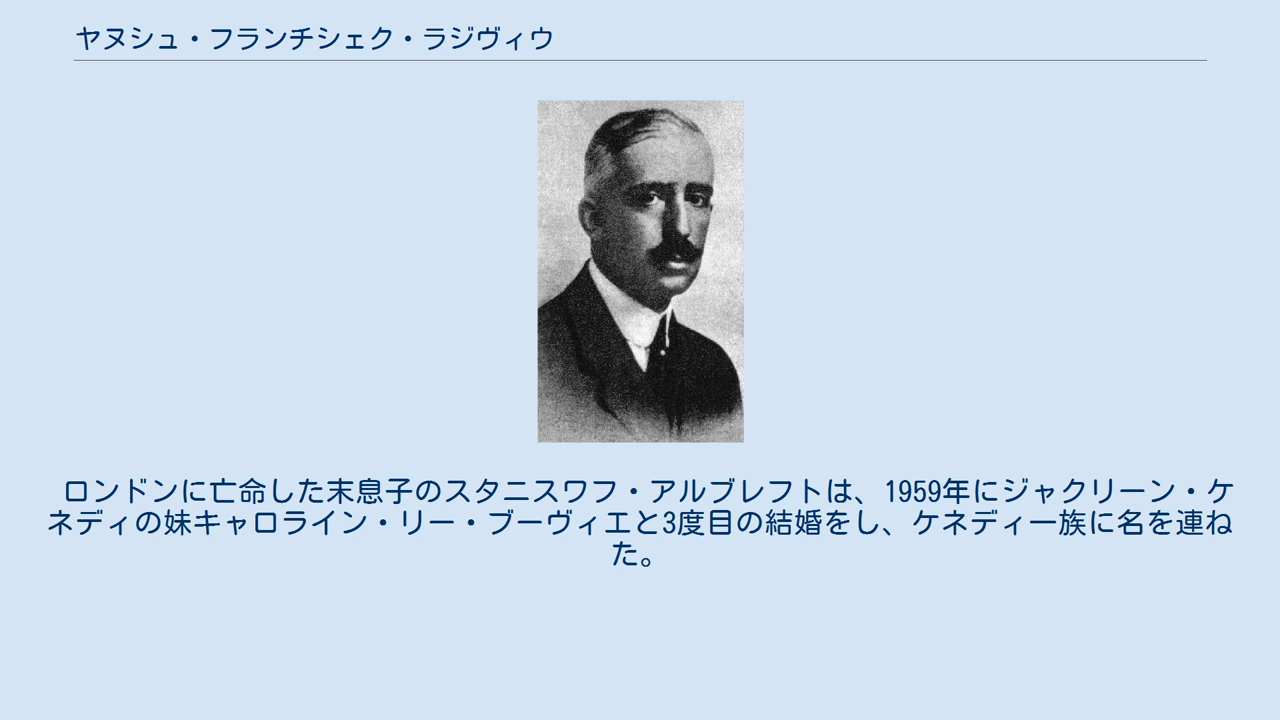 ヤヌシュ・フランチシェク・ラジヴィウ
ロンドンに亡命した末息子のスタニスワフ・アルブレフトは、1959年にジャクリーン・ケ
ネディの妹キャロライン・リー・ブーヴィエと3度目の結婚をし、ケネディ一族に名を連ね
た。